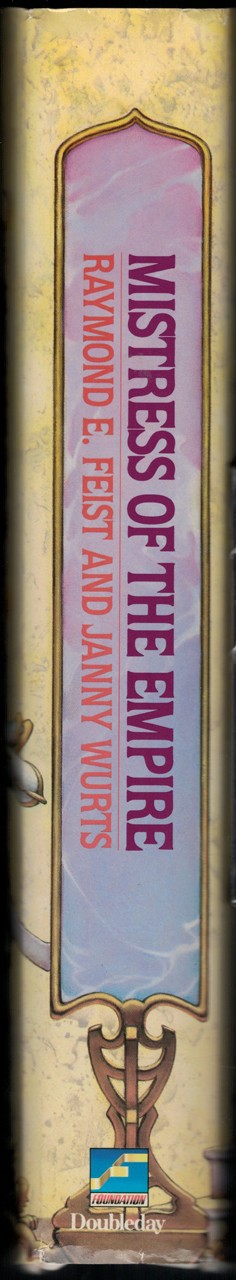 MISTRESS OF THE EMPIRE
RAYMOND E. FEIST AND JANNY WURTS
FOUNDATION
Doubleday